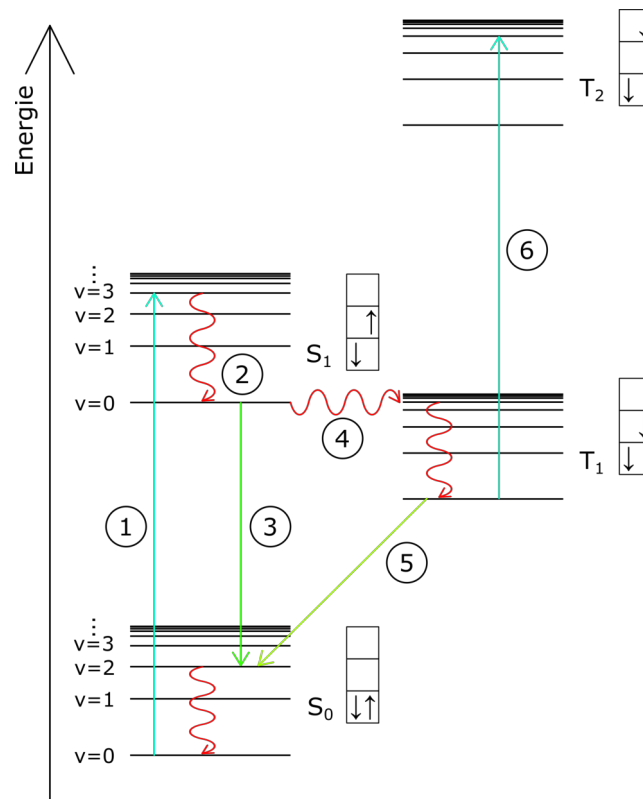 Energie
T2
6
⋮
v=3
v=2
v=1
v=0
S1
2
4
T1
1
3
5
⋮
v=3
v=2
v=1
v=0
S0